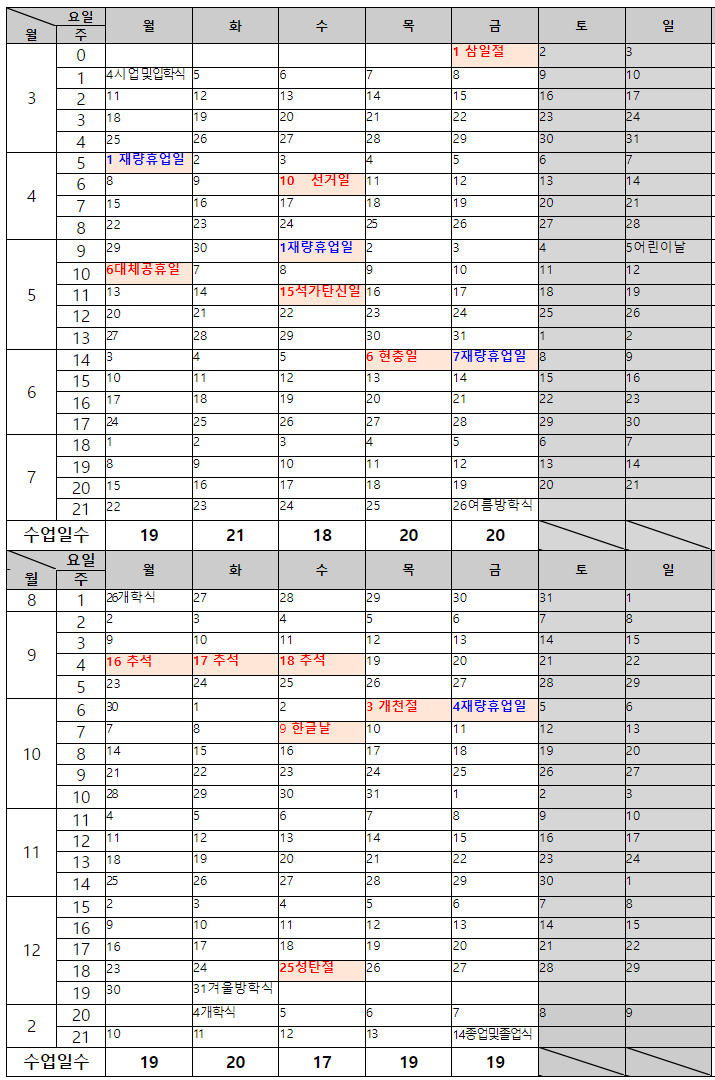 요일 월 화 수 목 금 토 일
월 주
3 0 1 삼일절 2 3
1 4시업및입학식 5 6 7 8 9 10
2 11 12 13 14 15 16 17
3 18 19 20 21 22 23 24
4 25 26 27 28 29 30 31
4 5 1 재량휴업일 2 3 4 5 6 7
6 8 9 10 선거일 11 12 13 14
7 15 16 17 18 19 20 21
8 22 23 24 25 26 27 28
5 9 29 30 1재량휴업일 2 3 4 5어린이날
10 6대체공휴일 7 8 9 10 11 12
11 13 14 15석가탄신일 16 17 18 19
12 20 21 22 23 24 25 26
13 27 28 29 30 31 1 2
6 14 3 4 5 6 현충일 7재량휴업일 8 9
15 10 11 12 13 14 15 16
16 17 18 19 20 21 22 23
17 24 25 26 27 28 29 30
7 18 1 2 3 4 5 6 7
19 8 9 10 11 12 13 14
20 15 16 17 18 19 20 21
21 22 23 24 25 26여름방학식
수업일수 19 21 18 20 20
요일 월 화 수 목 금 토 일
월 주
8 1 26개학식 27 28 29 30 31 1
9 2 2 3 4 5 6 7 8
3 9 10 11 12 13 14 15
4 16 추석 17 추석 18 추석 19 20 21 22
5 23 24 25 26 27 28 29
10 6 30 1 2 3 개천절 4재량휴업일 5 6
7 7 8 9 한글날 10 11 12 13
8 14 15 16 17 18 19 20
9 21 22 23 24 25 26 27
10 28 29 30 31 1 2 3
11 11 4 5 6 7 8 9 10
12 11 12 13 14 15 16 17
13 18 19 20 21 22 23 24
14 25 26 27 28 29 30 1
12 15 2 3 4 5 6 7 8
16 9 10 11 12 13 14 15
17 16 17 18 19 20 21 22
18 23 24 25성탄절 26 27 28 29
19 30 31겨울방학식
2 20 4개학식 5 6 7 8 9
21 10 11 12 13 14종업및졸업식
수업일수 19 20 17 19 19